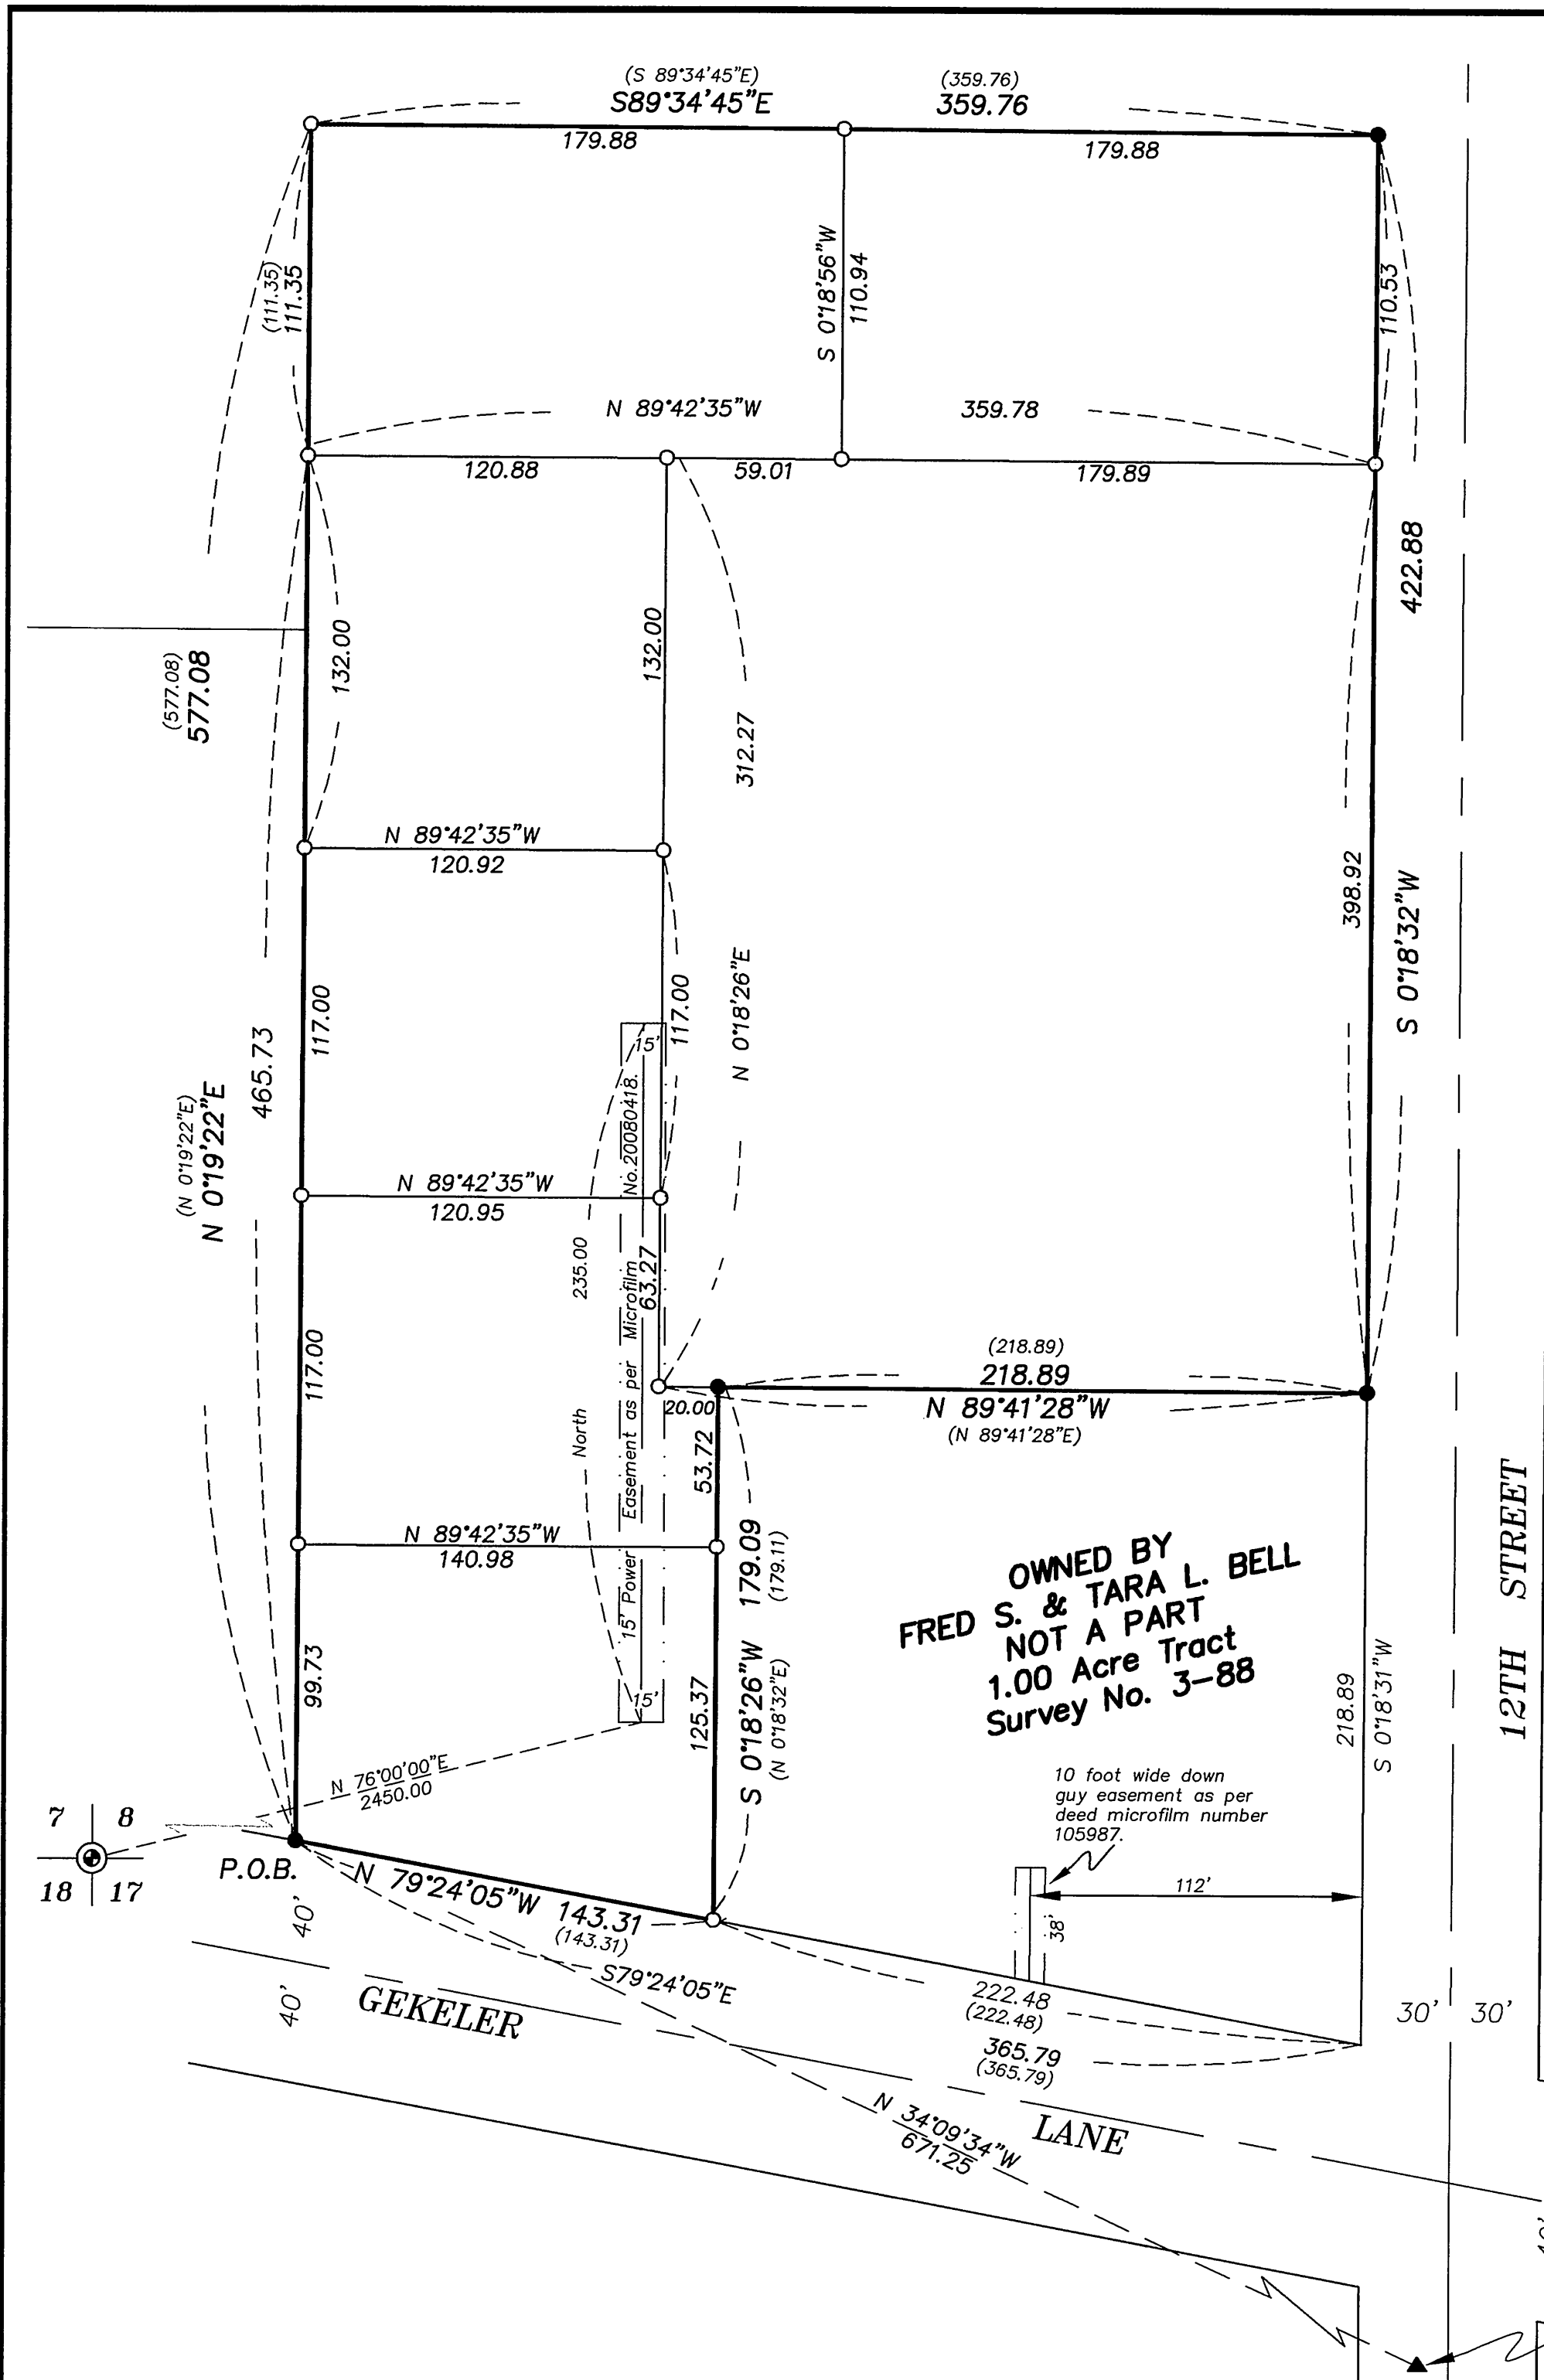 (S 89°34'45"E)
(359.76)
S89°34'45"E
359.76
179.88
179.88
(111.35)
111.35
S 0°18'56"W
110.94
110.53
N 89°42'35"W
359.78
120.88
59.01
179.89
422.88
(577.08)
577.08
132.00
132.00
312.27
N 89°42'35"W
120.92
398.92
S 0°18'32"W
465.73
117.00
117.00
N 0°18'26"E
15'
(N 0°19'22"E)
N 0°19'22"E
N 89°42'35"W
120.95
235.00
North
15' Power Easement as per Microfilm No.20080418.
63.27
117.00
(218.89)
218.89
N 89°41'28"W
(N 89°41'28"E)
20.00
53.72
N 89°42'35"W
140.98
179.09
(179.11)
OWNED BY
FRED S. & TARA L. BELL
NOT A PART
1.00 Acre Tract
Survey No. 3-88
12TH STREET
99.73
15'
125.37
S 0°18'26"W
(N 0°18'32"E)
218.89
S 0°18'31"W
N 76°00'00"E
2450.00
10 foot wide down
guy easement as per
deed microfilm number
105987.
7
8
18
17
P.O.B.
112'
38'
N 79°24'05"W
143.31
(143.31)
40'
40'
S79°24'05"E
GEKELER
222.48
(222.48)
365.79
(365.79)
30'
30'
N 34°09'34"W
671.25
LANE